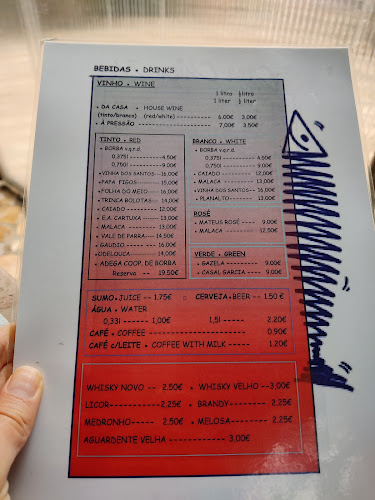 BEBIDAS • DRINKS
VINHO • WINE
1 litro ½ litro
1 liter ½ liter
• DA CASA • HOUSE WINE
(tinto/branco) (red/white) ----------- 6,00€ 3,00€
• À PRESSÃO ---------- 7,00€ 3,50€
TINTO • RED
• BORBA v.q.r.d.
0,375l ----------- 4,50€
0,750l ----------- 9,00€
• VINHA DOS SANTOS --- 16,00€
• PAPA FIGOS ------ 15,00€
• FOLHA DO MEIO ---- 16,00€
• TRINCA BOLOTAS -- 14,00€
• CAIADO --------- 12,00€
• E.A. CARTUXA ---- 13,00€
• MALACA ------- 13,00€
• VALE DE PARRA --- 14,50€
• GAUDIO ------- 16,00€
• ODELOUCA ------ 14,00€
• ADEGA COOP. DE BORBA
Reserva -- 19,50€
BRANCO • WHITE
• BORBA v.q.r.d.
0,375l ----------- 4,50€
0,750l ----------- 9,00€
• CAIADO --------- 12,00€
• MALACA --------- 13,00€
• VINHO DOS SANTOS -- 16,00€
• PLANALTO ------- 13,00€
ROSÉ
• MATEUS ROSÉ ---- 9,00€
• MALACA -------- 12,50€
VERDE • GREEN
• GAZELA --------- 9,00€
• CASAL GARCIA ---- 9,00€
SUMO • JUICE -- 1.75€ CERVEJA • BEER -- 1.50 €
ÁGUA • WATER
0,33l ------ 1,00€ 1,5l ----- 2.20€
CAFÉ • COFFEE --------------- 0.90€
CAFÉ c/LEITE • COFFEE WITH MILK ----- 1.20€
WHISKY NOVO -- 2.50€ • WHISKY VELHO -- 3,00€
LICOR --------- 2.25€ • BRANDY ------- 2.25€
MEDRONHO ------ 2.50€ • MELOSA ------- 2.25€
AGUARDENTE VELHA ------------ 3,00€